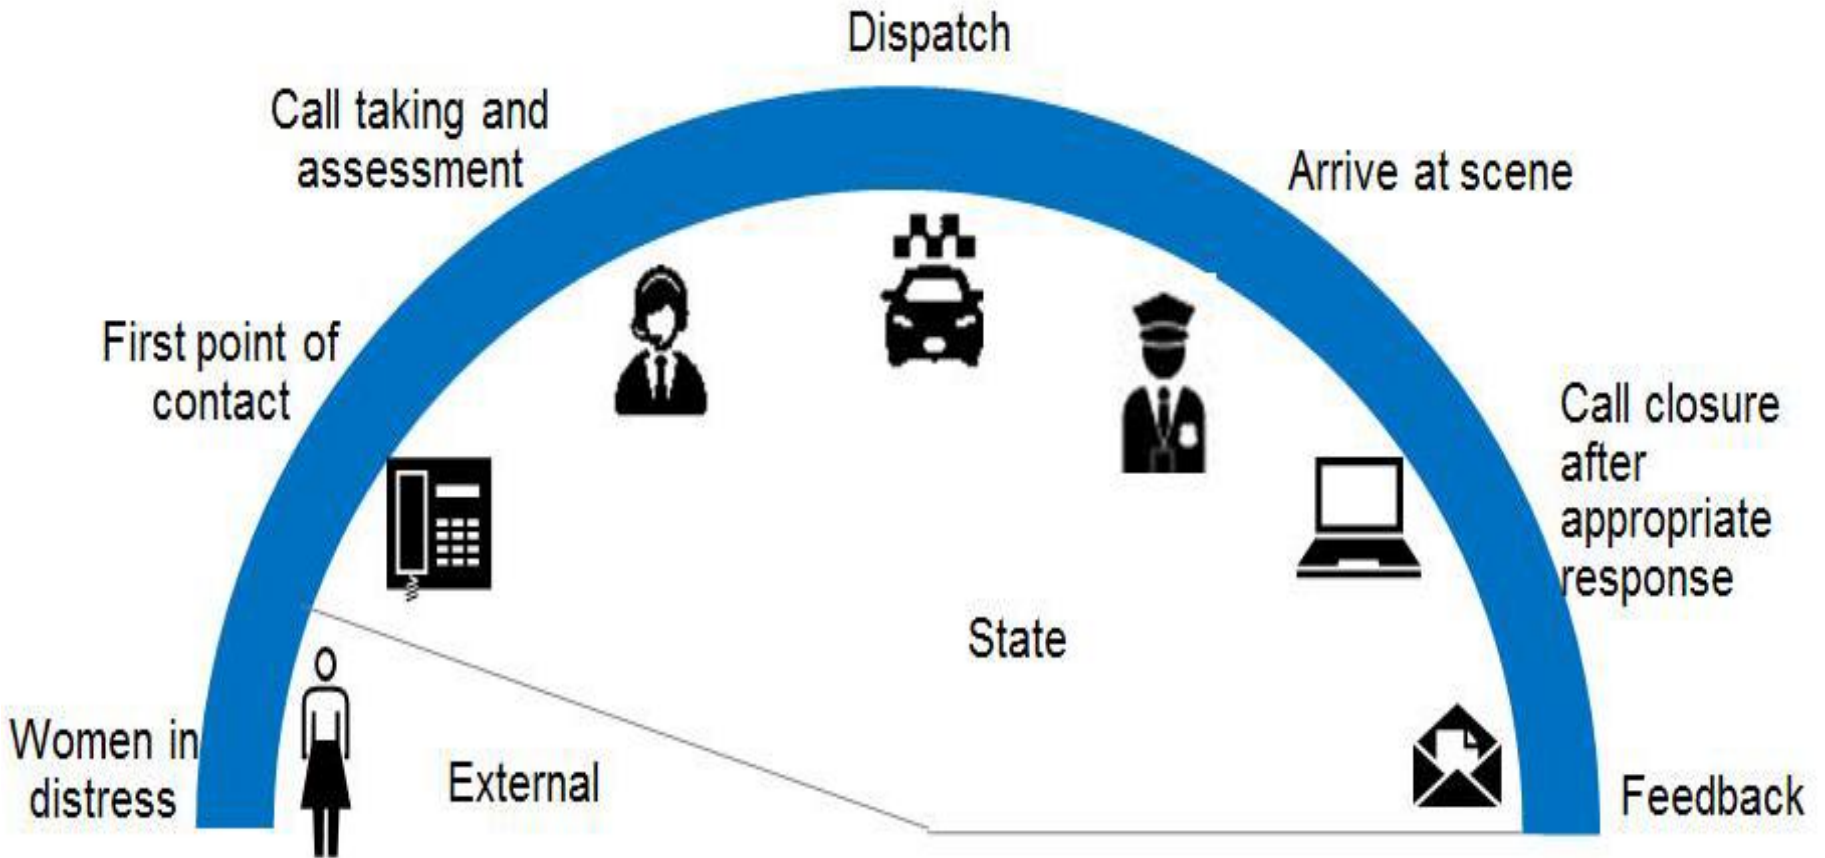 Dispatch
Call taking and
assessment
Arrive at scene
First point of
contact
Call closure
after
appropriate
response
State
Women in
distress
External
Feedback